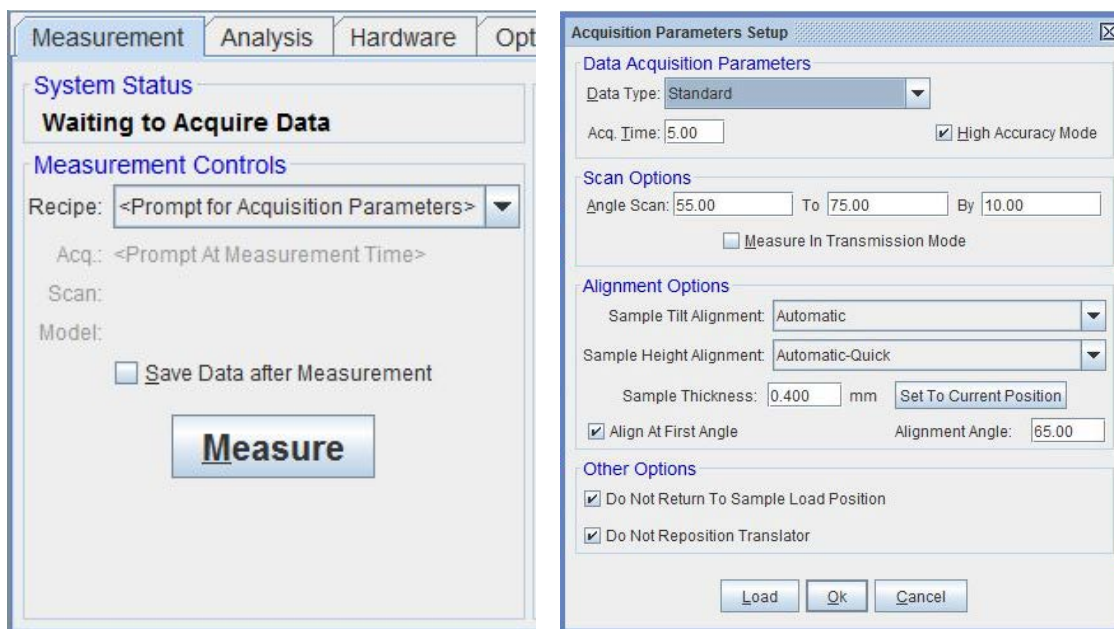 Measurement Analysis Hardware Opt
System Status
Waiting to Acquire Data
Measurement Controls
Recipe: <Prompt for Acquisition Parameters>
Acq.: <Prompt At Measurement Time>
Scan:
Model:
Save Data after Measurement
Measure
Acquisition Parameters Setup
Data Acquisition Parameters
Data Type: Standard
Acq. Time: 5.00 High Accuracy Mode
Scan Options
Angle Scan: 55.00 To 75.00 By 10.00
Measure In Transmission Mode
Alignment Options
Sample Tilt Alignment: Automatic
Sample Height Alignment: Automatic-Quick
Sample Thickness: 0.400 mm Set To Current Position
Align At First Angle Alignment Angle: 65.00
Other Options
Do Not Return To Sample Load Position
Do Not Reposition Translator
Load Ok Cancel